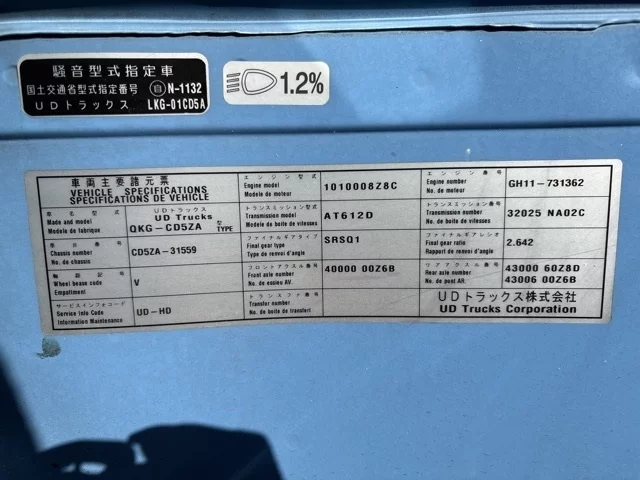 騒音型式指定車
国土交通省型式指定番号 自 N-1132
UDトラックス LKG-01CD5A
1.2%
車両主要諸元票
VEHICLE SPECIFICATIONS
SPECIFICATIONS DE VEHICLE
車名、型式 UDトラックス
Made and model UD Trucks
Modele de fabrique QKG-CD5ZA TYPE
車台番号
Chassis number CD5ZA-31559
No. de chassis
軸距記号
Wheel beass code V
Empattement
サービスインフォコード
Service Info Code UD-HD
Information Maintenance
エンジン型式
Engine model 1010008Z8C
Modele de moteur
トランスミッション型式
Transmission model AT612D
Modele de boite de vitesses
ファイナルギアタイプ
Final gear type SRSQ1
Type de renvoi d'angle
フロントアクスル番号
Front axle number 40000 00Z6B
No. de essieu AV.
トランスファ番号
Transfer number
No. de boite de transfert
エンジン番号
Engine number GH11-731362
No. de moteur
トランスミッション番号
Transmission number 32025 NA02C
No. de boite de vitesses
ファイナルギアレシオ
Final gear ratio 2.642
Rapport de renvoi d'angle
リアアクスル番号 43000 60Z8D
Rear axle number 43006 00Z6B
No. de pont AR.
UDトラックス株式会社
UD Trucks Corporation